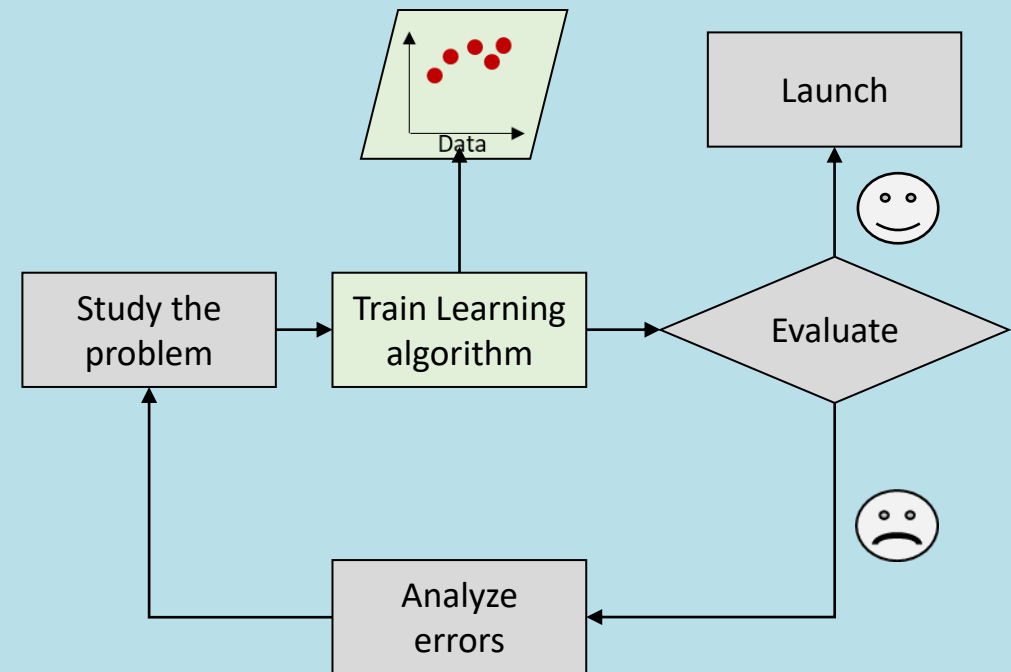 Data
Launch
Study the
problem
Train Learning
algorithm
Evaluate
Analyze
errors